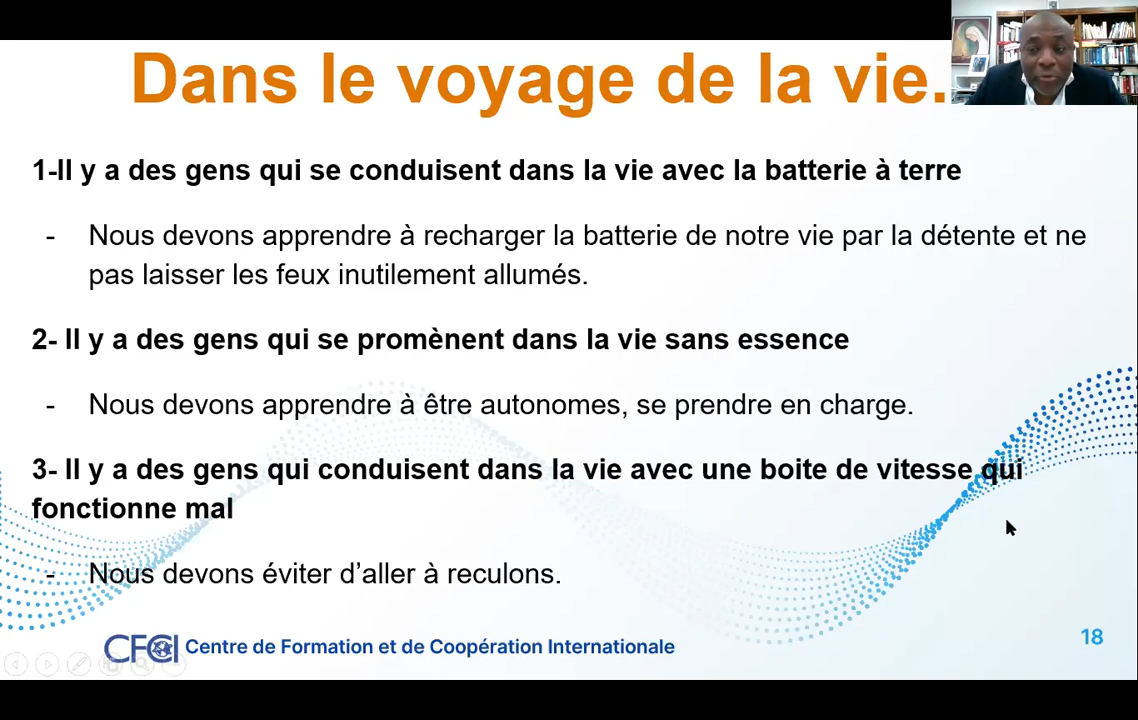 Dans le voyage de la vie.
1-Il y a des gens qui se conduisent dans la vie avec la batterie à terre
- Nous devons apprendre à recharger la batterie de notre vie par la détente et ne
pas laisser les feux inutilement allumés.
2- Il y a des gens qui se promènent dans la vie sans essence
- Nous devons apprendre à être autonomes, se prendre en charge.
3- Il y a des gens qui conduisent dans la vie avec une boite de vitesse qui
fonctionne mal
- Nous devons éviter d’aller à reculons.
CFCI Centre de Formation et de Coopération Internationale
18